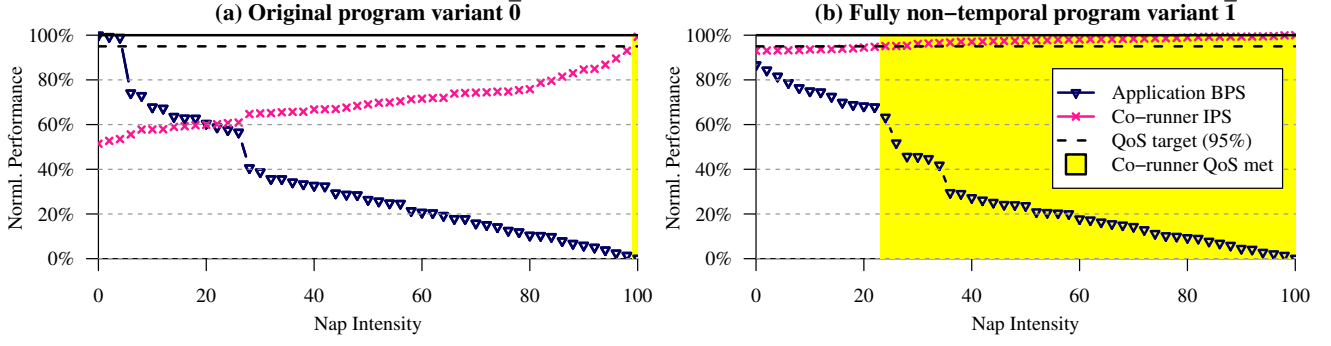 (a) Original program variant 0̅
Norml. Performance
100%
80%
60%
40%
20%
0%
0 20 40 60 80 100
Nap Intensity
(b) Fully non−temporal program variant 1̅
Norml. Performance
100%
80%
60%
40%
20%
0%
0 20 40 60 80 100
Nap Intensity
Application BPS
Co−runner IPS
QoS target (95%)
Co−runner QoS met